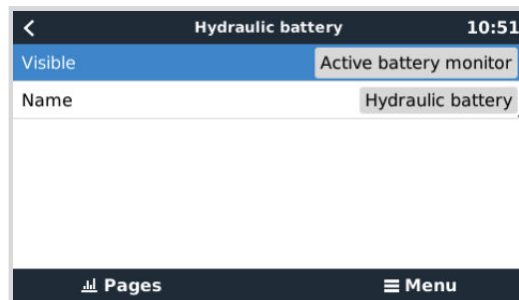 Hydraulic battery 10:51
Visible Active battery monitor
Name Hydraulic battery
Pages Menu